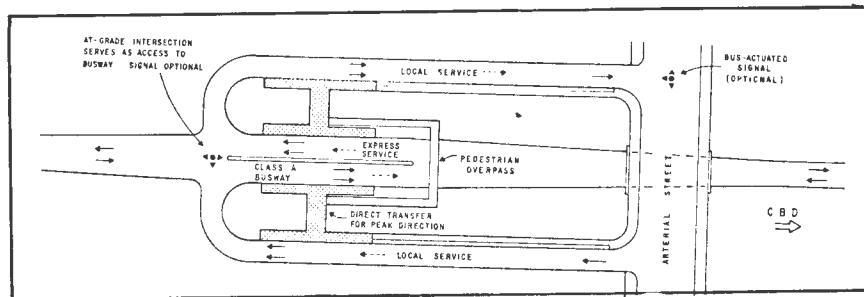 AT-GRADE INTERSECTION
SERVES AS ACCESS TO
BUSWAY SIGNAL OPTIONAL
LOCAL SERVICE
BUS-ACTUATED
SIGNAL
(OPTIONAL)
EXPRESS
SERVICE
CLASS A
BUSWAY
PEDESTRIAN
OVERPASS
DIRECT TRANSFER
FOR PEAK DIRECTION
ARTERIAL STREET
CBD
LOCAL SERVICE